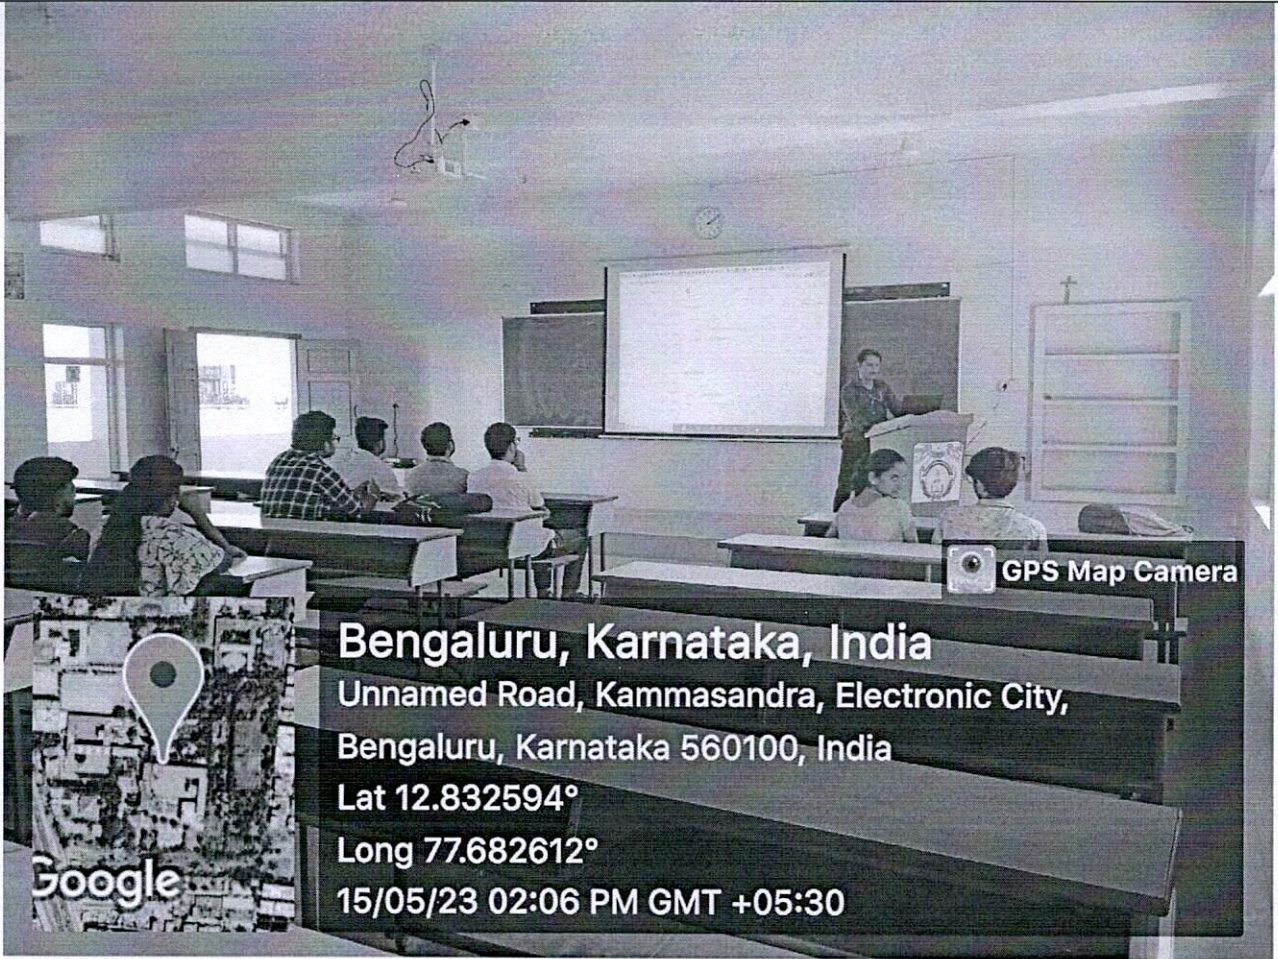 GPS Map Camera
Bengaluru, Karnataka, India
Unnamed Road, Kammasandra, Electronic City,
Bengaluru, Karnataka 560100, India
Lat 12.832594°
Long 77.682612°
15/05/23 02:06 PM GMT +05:30
Google